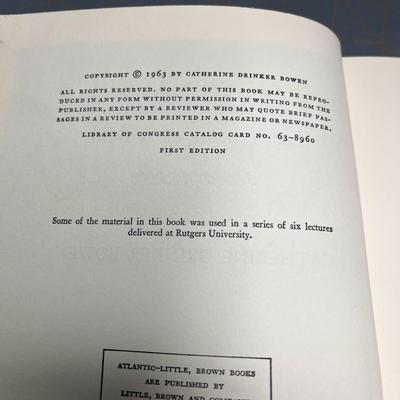 COPYRIGHT © 1963 BY CATHERINE DRINKER BOWEN
ALL RIGHTS RESERVED. NO PART OF THIS BOOK MAY BE REPRO-
DUCED IN ANY FORM WITHOUT PERMISSION IN WRITING FROM THE
PUBLISHER, EXCEPT BY A REVIEWER WHO MAY QUOTE BRIEF PAS-
SAGES IN A REVIEW TO BE PRINTED IN A MAGAZINE OR NEWSPAPER.
LIBRARY OF CONGRESS CATALOG CARD NO. 63-8960
FIRST EDITION
Some of the material in this book was used in a series of six lectures
delivered at Rutgers University.
ATLANTIC–LITTLE, BROWN BOOKS
ARE PUBLISHED BY
LITTLE, BROWN AND COMPANY